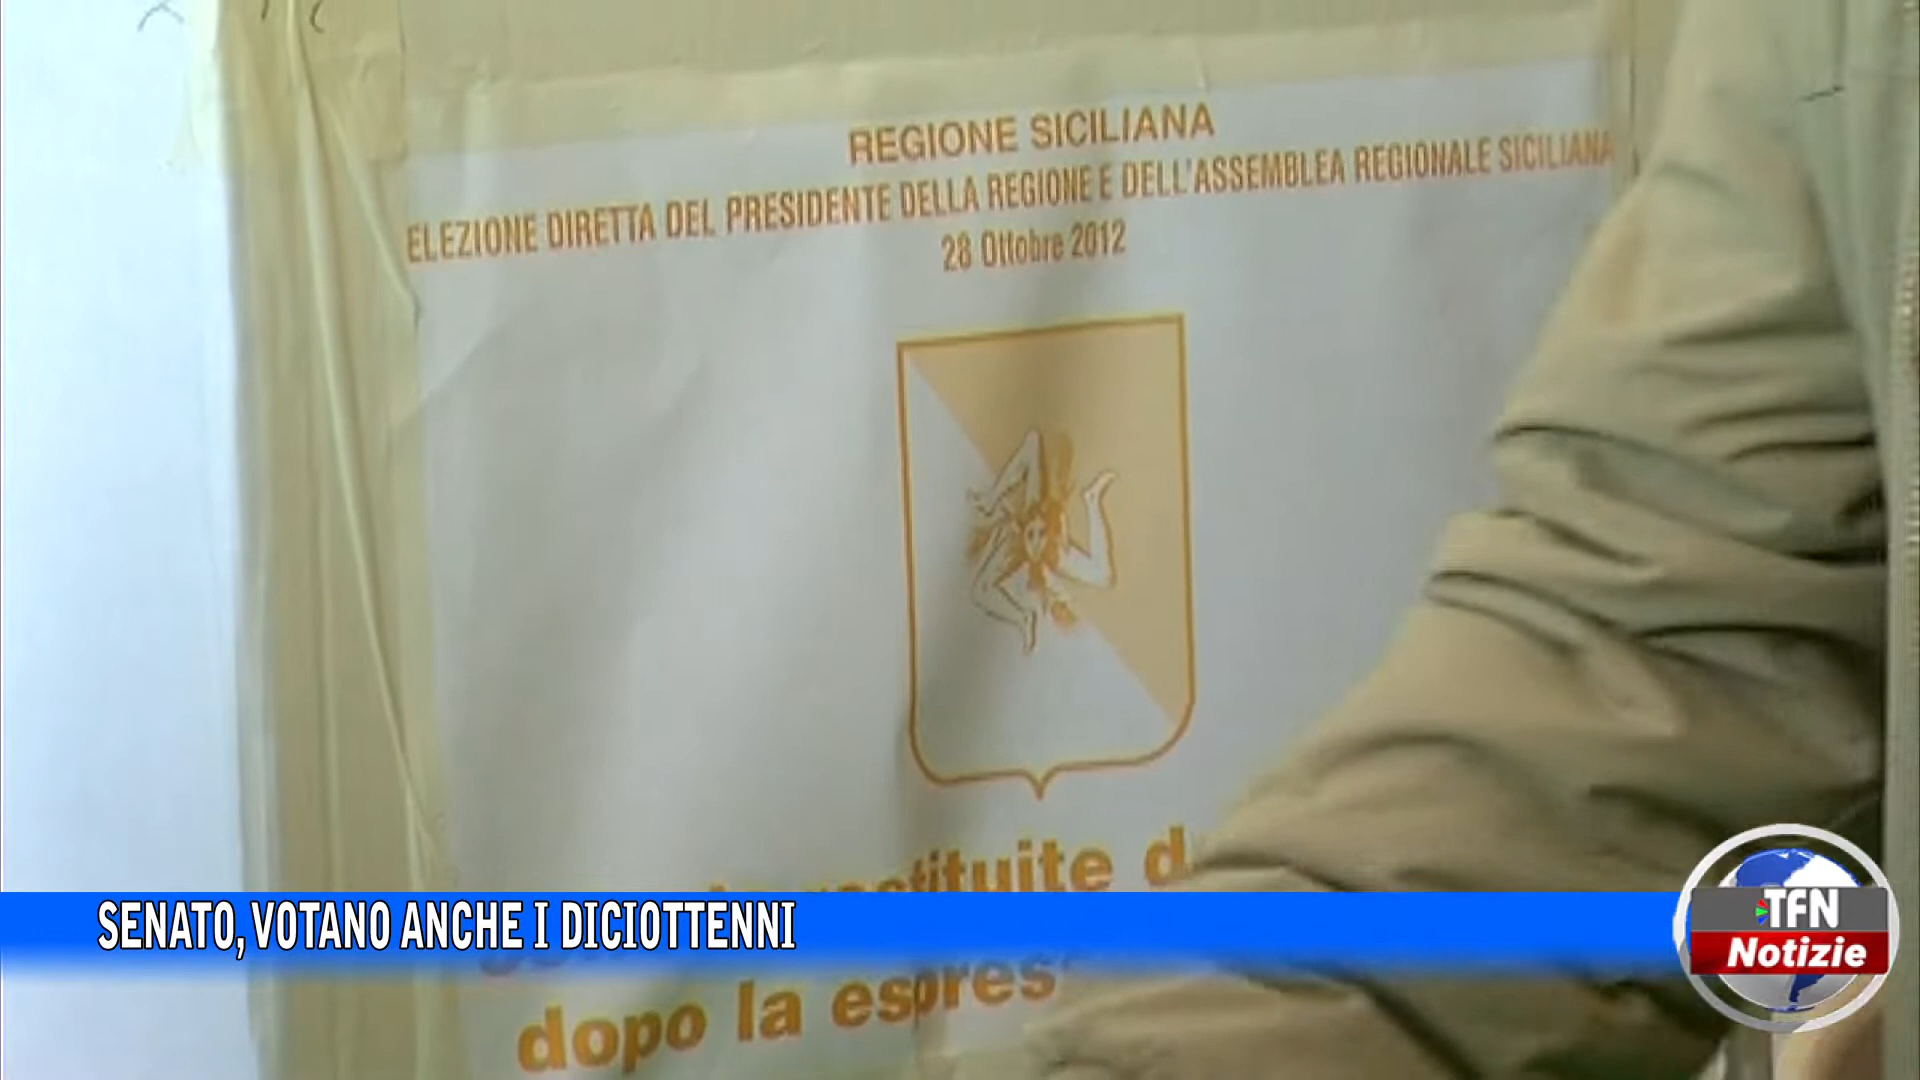 REGIONE SICILIANA
ELEZIONE DIRETTA DEL PRESIDENTE DELLA REGIONE E DELL'ASSEMBLEA REGIONALE SICILIANA
28 Ottobre 2012
SENATO, VOTANO ANCHE I DICIOTTENNI
TFN
Notizie
dopo la